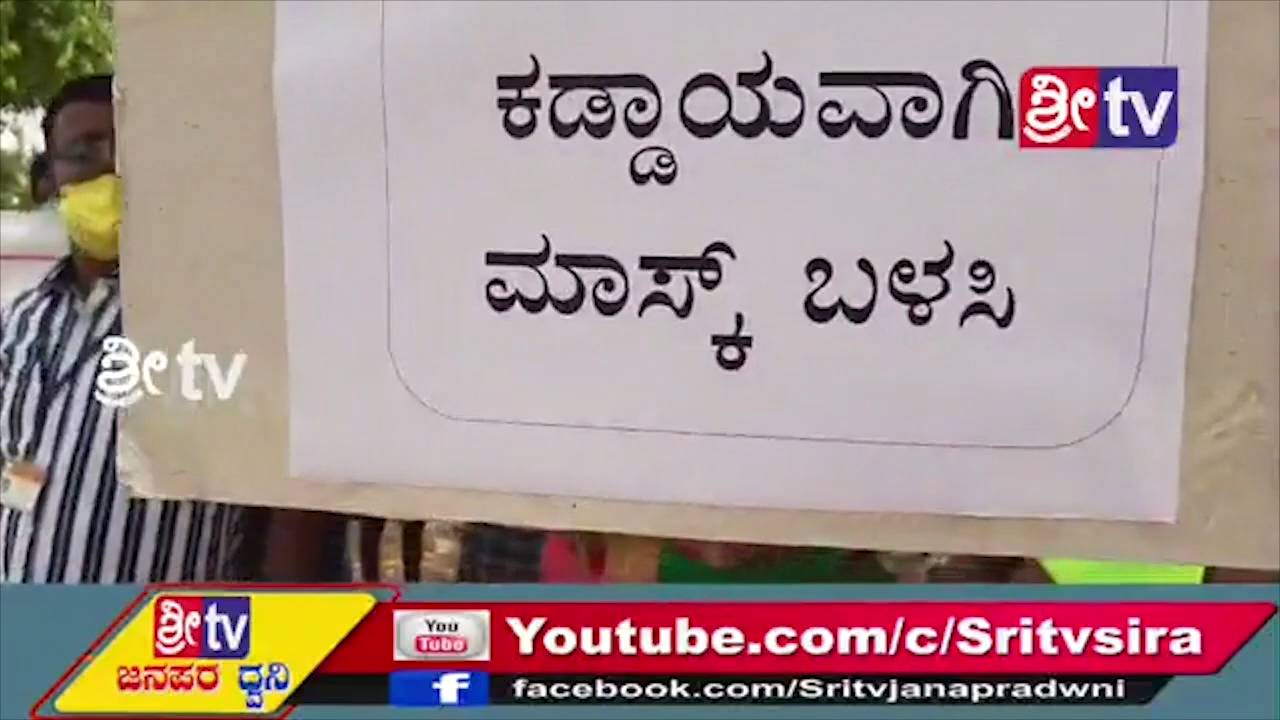 ಕಡ್ಡಾಯವಾಗಿ
ಶ್ರೀ tv
ಮಾಸ್ಕ್ ಬಳಸಿ
ಶ್ರೀ tv
ಶ್ರೀ tv
ಜನಪರ ಧ್ವನಿ
You Tube
Youtube.com/c/Sritvsira
f
facebook.com/Sritvjanapradwni